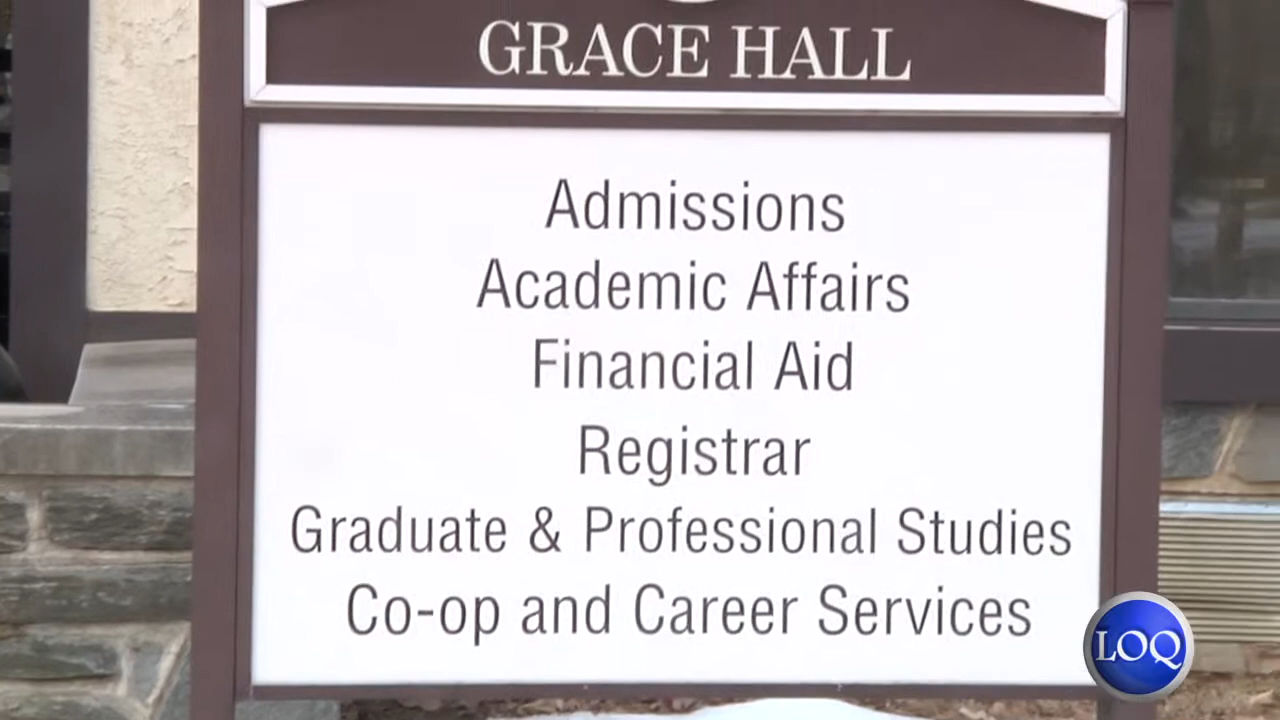 GRACE HALL
Admissions
Academic Affairs
Financial Aid
Registrar
Graduate & Professional Studies
Co-op and Career Services
LOQ